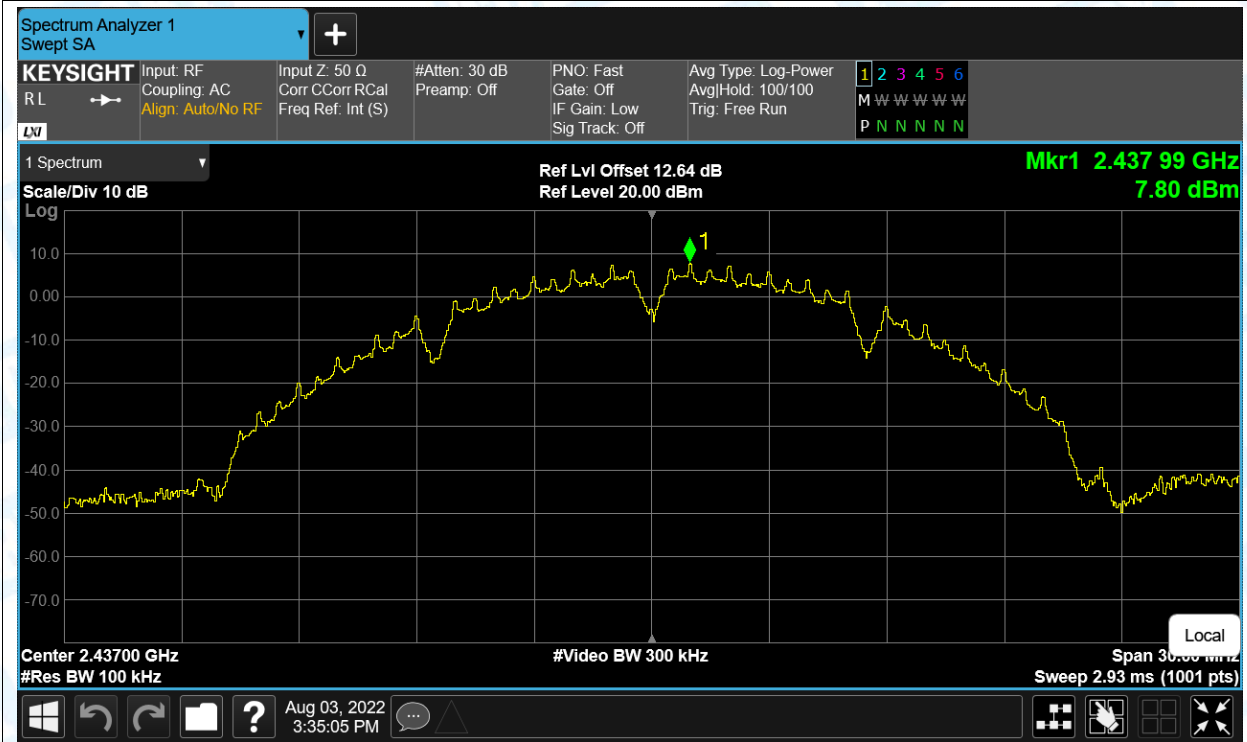 Spectrum Analyzer 1
Swept SA
KEYSIGHT
R L
LXI
Input: RF
Coupling: AC
Align: Auto/No RF
Input Z: 50 Ω
Corr CCorr RCal
Freq Ref: Int (S)
#Atten: 30 dB
Preamp: Off
PNO: Fast
Gate: Off
IF Gain: Low
Sig Track: Off
Avg Type: Log-Power
Avg|Hold: 100/100
Trig: Free Run
1 2 3 4 5 6
M W W W W W
P N N N N N
1 Spectrum
Scale/Div 10 dB
Log
Ref Lvl Offset 12.64 dB
Ref Level 20.00 dBm
Mkr1 2.437 99 GHz
7.80 dBm
1
10.0
0.00
-10.0
-20.0
-30.0
-40.0
-50.0
-60.0
-70.0
Local
Center 2.43700 GHz
#Video BW 300 kHz
Span 30.00 MHz
#Res BW 100 kHz
Sweep 2.93 ms (1001 pts)
?
Aug 03, 2022
3:35:05 PM